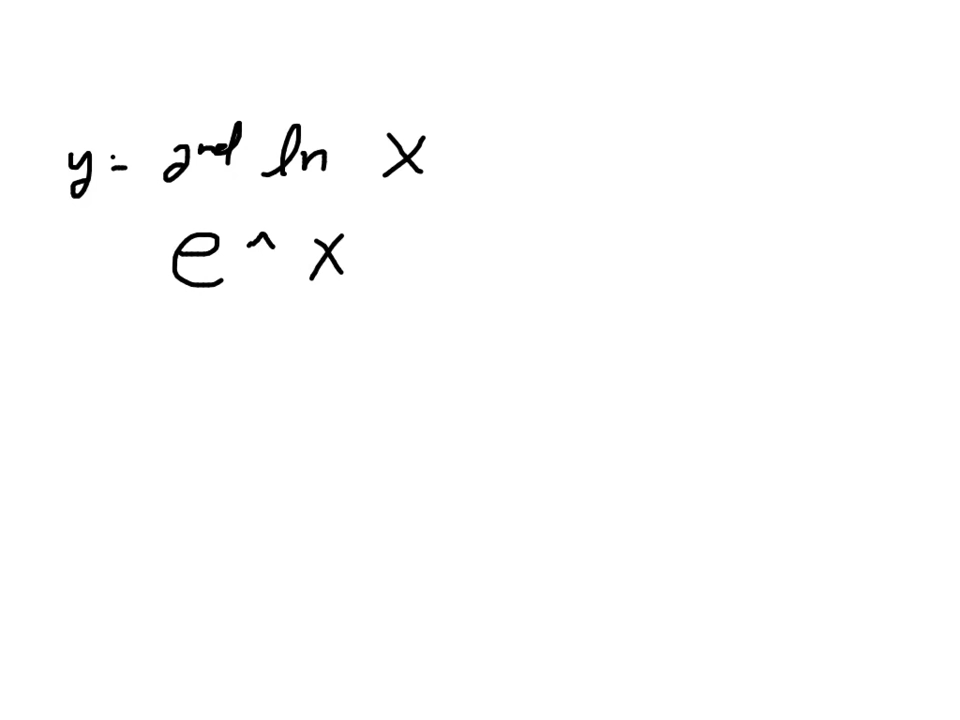 y= 2nd ln X
e ^ X